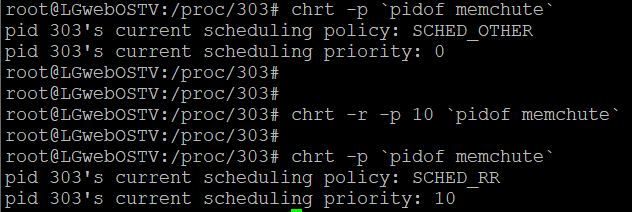 root@LGwebOSTV:/proc/303# chrt -p `pidof memchute`
pid 303's current scheduling policy: SCHED_OTHER
pid 303's current scheduling priority: 0
root@LGwebOSTV:/proc/303#
root@LGwebOSTV:/proc/303#
root@LGwebOSTV:/proc/303# chrt -r -p 10 `pidof memchute`
root@LGwebOSTV:/proc/303#
root@LGwebOSTV:/proc/303# chrt -p `pidof memchute`
pid 303's current scheduling policy: SCHED_RR
pid 303's current scheduling priority: 10